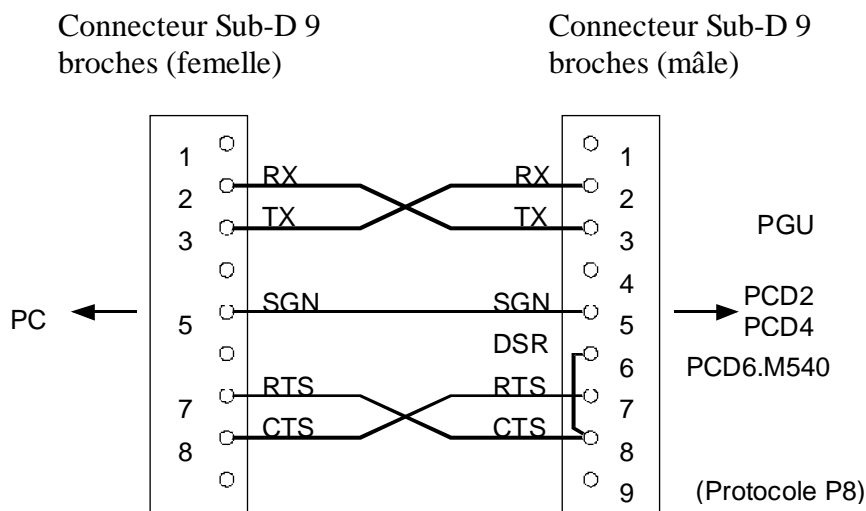 Connecteur Sub-D 9
broches (femelle)
Connecteur Sub-D 9
broches (mâle)
1
2
3
5
7
8
RX
TX
SGN
RTS
CTS
RX
TX
SGN
DSR
RTS
CTS
1
2
3
4
5
6
7
8
9
PC
PGU
PCD2
PCD4
PCD6.M540
(Protocole P8)